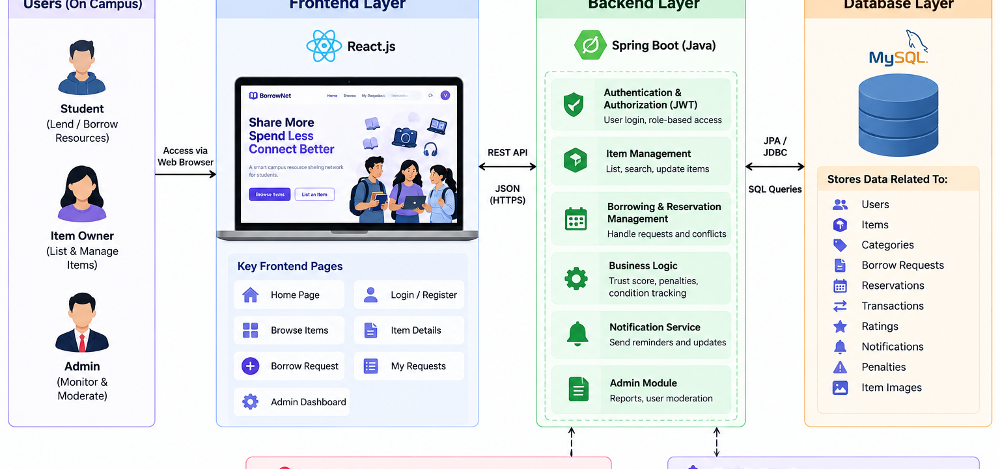 Users (On Campus)
Student
(Lend / Borrow
Resources)
Item Owner
(List & Manage
Items)
Admin
(Monitor &
Moderate)
Access via
Web Browser
Frontend Layer
React.js
BorrowNet
Home
Browse
V
Share More
Spend Less
Connect Better
A smart campus resource sheing network
for students.
Browse Items
List an Item
Key Frontend Pages
Home Page
Login / Register
Browse Items
Item Details
Borrow Request
My Requests
Admin Dashboard
REST API
JSON
(HTTPS)
Backend Layer
Spring Boot (Java)
Authentication &
Authorization (JWT)
User login, role-based access
Item Management
List, search, update items
Borrowing & Reservation
Management
Handle requests and conflicts
Business Logic
Trust score, penalties,
condition tracking
Notification Service
Send reminders and updates
Admin Module
Reports, user moderation
JPA /
JDBC
SQL Queries
Database Layer
MySQL
Stores Data Related To:
Users
Items
Categories
Borrow Requests
Reservations
Transactions
Ratings
Notifications
Penalties
Item Images